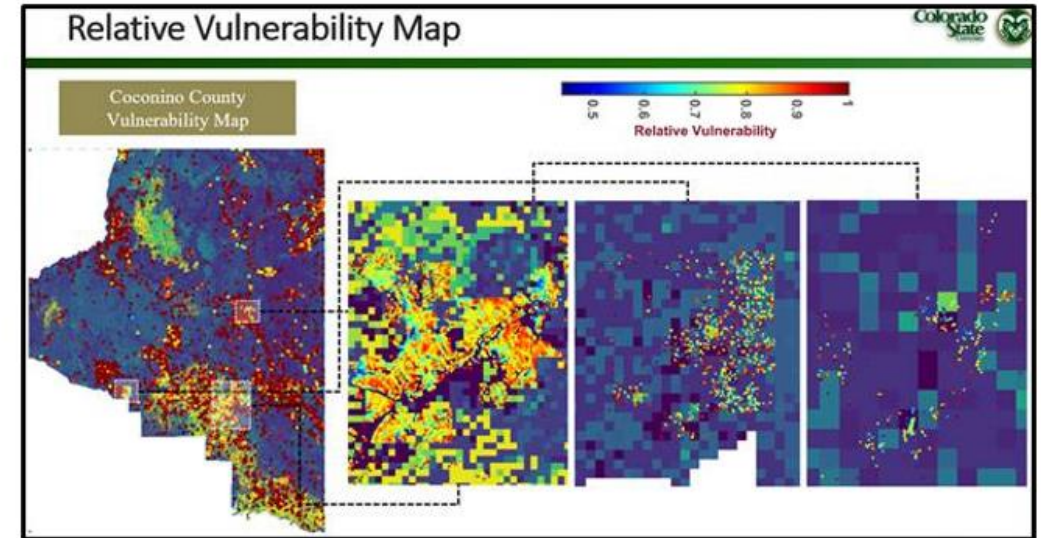 Relative Vulnerability Map
Colorado
State
University
Coconino County
Vulnerability Map
0.5
0.6
0.7
0.8
0.9
1
Relative Vulnerability